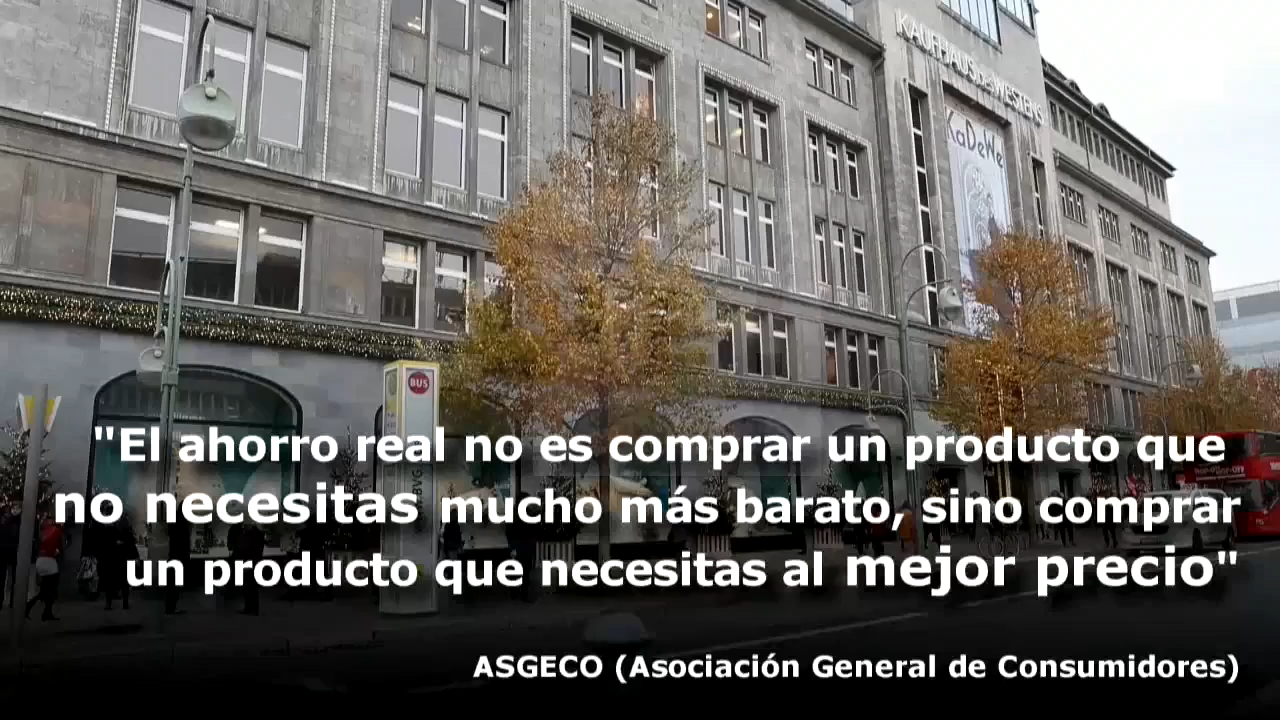 KAUFHAUS DES WESTENS
KaDeWe
BUS
BVG
"El ahorro real no es comprar un producto que
no necesitas mucho más barato, sino comprar
un producto que necesitas al mejor precio"
ASGECO (Asociación General de Consumidores)